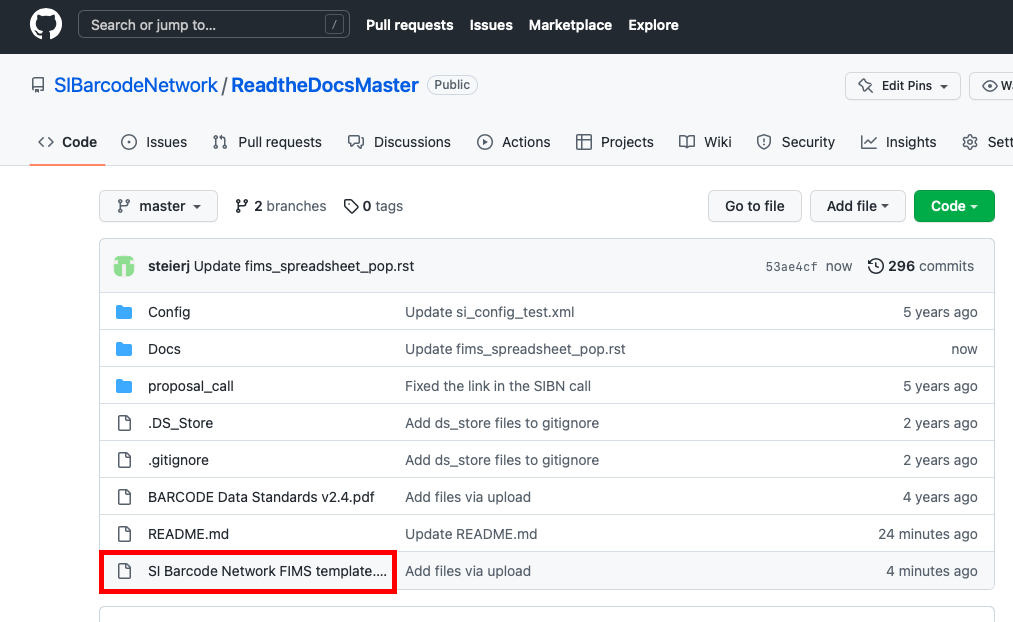 Search or jump to... / Pull requests Issues Marketplace Explore
SIBarcodeNetwork / ReadtheDocsMaster Public Edit Pins
Code Issues Pull requests Discussions Actions Projects Wiki Security Insights Sett
master 2 branches 0 tags Go to file Add file Code
steierj Update fims_spreadsheet_pop.rst 53ae4cf now 296 commits
Config Update si_config_test.xml 5 years ago
Docs Update fims_spreadsheet_pop.rst now
proposal_call Fixed the link in the SIBN call 5 years ago
.DS_Store Add ds_store files to gitignore 2 years ago
.gitignore Add ds_store files to gitignore 2 years ago
BARCODE Data Standards v2.4.pdf Add files via upload 4 years ago
README.md Update README.md 24 minutes ago
SI Barcode Network FIMS template.... Add files via upload 4 minutes ago